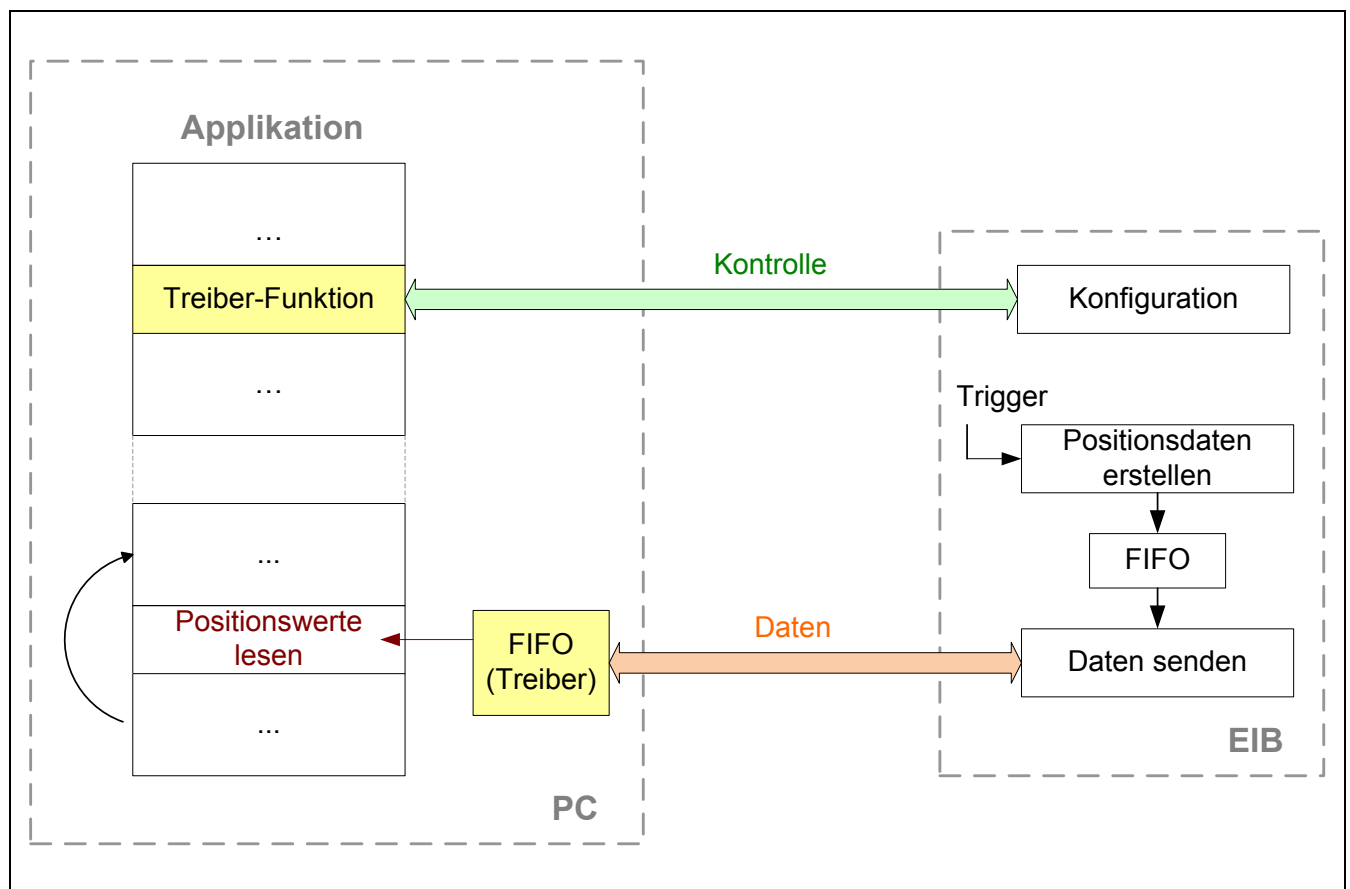 Applikation
...
Treiber-Funktion
...
...
Positionswerte
lesen
...
FIFO
(Treiber)
PC
Kontrolle
Daten
Konfiguration
Trigger
Positionsdaten
erstellen
FIFO
Daten senden
EIB